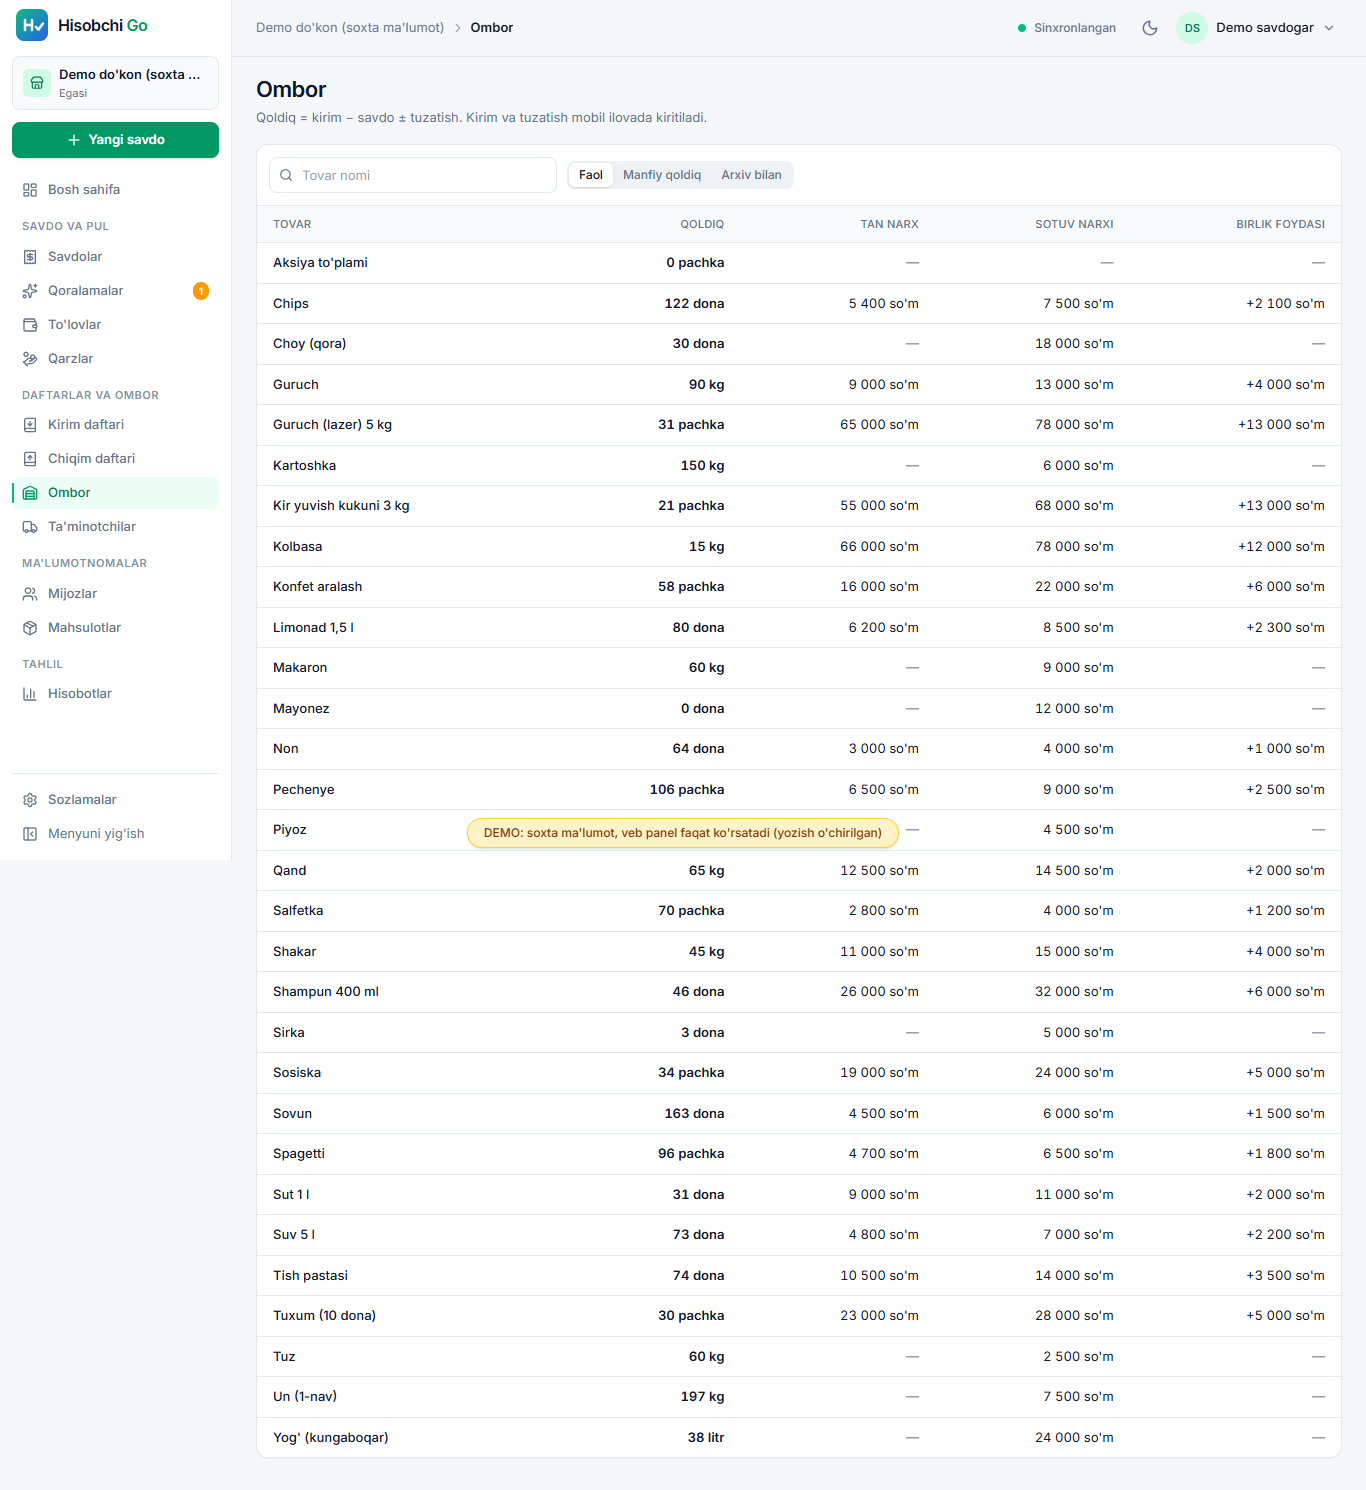 Hisobchi Go
Demo do'kon (soxta ...
Egasi
+ Yangi savdo
Bosh sahifa
SAVDO VA PUL
Savdolar
Qoralamalar 1
To'lovlar
Qarzlar
DAFTARLAR VA OMBOR
Kirim daftari
Chiqim daftari
Ombor
Ta'minotchilar
MA'LUMOTNOMALAR
Mijozlar
Mahsulotlar
TAHLIL
Hisobotlar
Sozlamalar
Menyuni yig'ish
Demo do'kon (soxta ma'lumot) > Ombor
Sinxronlangan
DS Demo savdogar
Ombor
Qoldiq = kirim − savdo ± tuzatish. Kirim va tuzatish mobil ilovada kiritiladi.
Tovar nomi
Faol Manfiy qoldiq Arxiv bilan
TOVAR QOLDIQ TAN NARX SOTUV NARXI BIRLIK FOYDASI
Aksiya to'plami 0 pachka — — —
Chips 122 dona 5 400 so'm 7 500 so'm +2 100 so'm
Choy (qora) 30 dona — 18 000 so'm —
Guruch 90 kg 9 000 so'm 13 000 so'm +4 000 so'm
Guruch (lazer) 5 kg 31 pachka 65 000 so'm 78 000 so'm +13 000 so'm
Kartoshka 150 kg — 6 000 so'm —
Kir yuvish kukuni 3 kg 21 pachka 55 000 so'm 68 000 so'm +13 000 so'm
Kolbasa 15 kg 66 000 so'm 78 000 so'm +12 000 so'm
Konfet aralash 58 pachka 16 000 so'm 22 000 so'm +6 000 so'm
Limonad 1,5 l 80 dona 6 200 so'm 8 500 so'm +2 300 so'm
Makaron 60 kg — 9 000 so'm —
Mayonez 0 dona — 12 000 so'm —
Non 64 dona 3 000 so'm 4 000 so'm +1 000 so'm
Pechenye 106 pachka 6 500 so'm 9 000 so'm +2 500 so'm
Piyoz — 4 500 so'm —
DEMO: soxta ma'lumot, veb panel faqat ko'rsatadi (yozish o'chirilgan)
Qand 65 kg 12 500 so'm 14 500 so'm +2 000 so'm
Salfetka 70 pachka 2 800 so'm 4 000 so'm +1 200 so'm
Shakar 45 kg 11 000 so'm 15 000 so'm +4 000 so'm
Shampun 400 ml 46 dona 26 000 so'm 32 000 so'm +6 000 so'm
Sirka 3 dona — 5 000 so'm —
Sosiska 34 pachka 19 000 so'm 24 000 so'm +5 000 so'm
Sovun 163 dona 4 500 so'm 6 000 so'm +1 500 so'm
Spagetti 96 pachka 4 700 so'm 6 500 so'm +1 800 so'm
Sut 1 l 31 dona 9 000 so'm 11 000 so'm +2 000 so'm
Suv 5 l 73 dona 4 800 so'm 7 000 so'm +2 200 so'm
Tish pastasi 74 dona 10 500 so'm 14 000 so'm +3 500 so'm
Tuxum (10 dona) 30 pachka 23 000 so'm 28 000 so'm +5 000 so'm
Tuz 60 kg — 2 500 so'm —
Un (1-nav) 197 kg — 7 500 so'm —
Yog' (kungaboqar) 38 litr — 24 000 so'm —